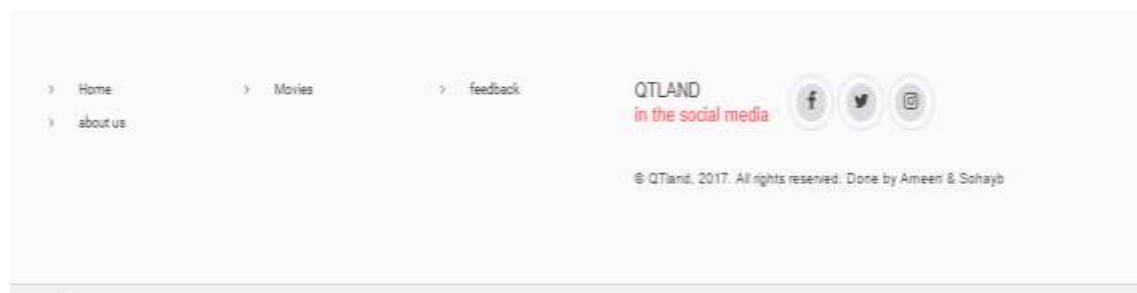 Home
about us
Movies
feedback
QTLAND
in the social media
© QTland, 2017. All rights reserved. Done by Ameen & Sohayb